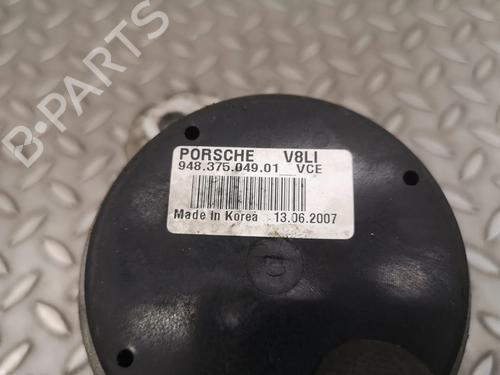 PORSCHE V8LI
948.375.049.01 VCE
Made in Korea 13.06.2007
B-PARTS